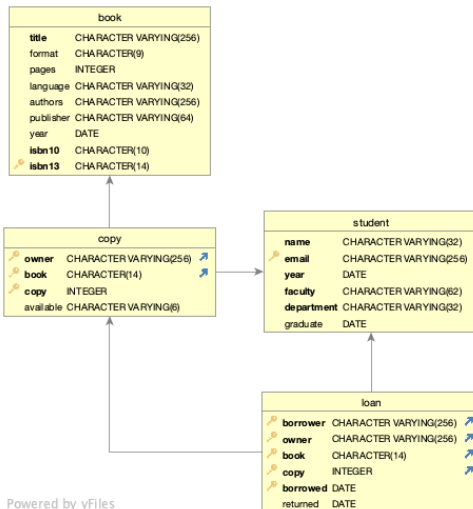 book
title CHARACTER VARYING(256)
format CHARACTER(9)
pages INTEGER
language CHARACTER VARYING(32)
authors CHARACTER VARYING(256)
publisher CHARACTER VARYING(64)
year DATE
isbn10 CHARACTER(10)
isbn13 CHARACTER(14)
copy
owner CHARACTER VARYING(256)
book CHARACTER(14)
copy INTEGER
available CHARACTER VARYING(6)
student
name CHARACTER VARYING(32)
email CHARACTER VARYING(256)
year DATE
faculty CHARACTER VARYING(62)
department CHARACTER VARYING(32)
graduate DATE
loan
borrower CHARACTER VARYING(256)
owner CHARACTER VARYING(256)
book CHARACTER(14)
copy INTEGER
borrowed DATE
returned DATE
Powered by yFiles